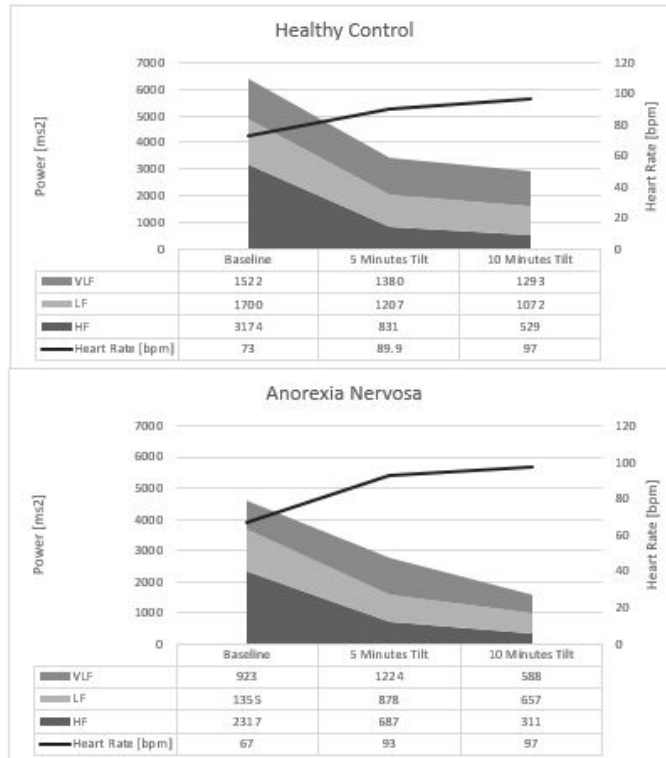 Healthy Control
7000 120
6000 100
5000 80
4000 60
3000 40
2000 20
1000 0
0
Power [ms2]
Heart Rate [bpm]
Baseline 5 Minutes Tilt 10 Minutes Tilt
VLF 1522 1380 1293
LF 1700 1207 1072
HF 3174 831 529
Heart Rate [bpm] 73 89.9 97
Anorexia Nervosa
7000 120
6000 100
5000 80
4000 60
3000 40
2000 20
1000 0
0
Power [ms2]
Heart Rate [bpm]
Baseline 5 Minutes Tilt 10 Minutes Tilt
VLF 923 1224 588
LF 1355 878 657
HF 2317 687 311
Heart Rate [bpm] 67 93 97